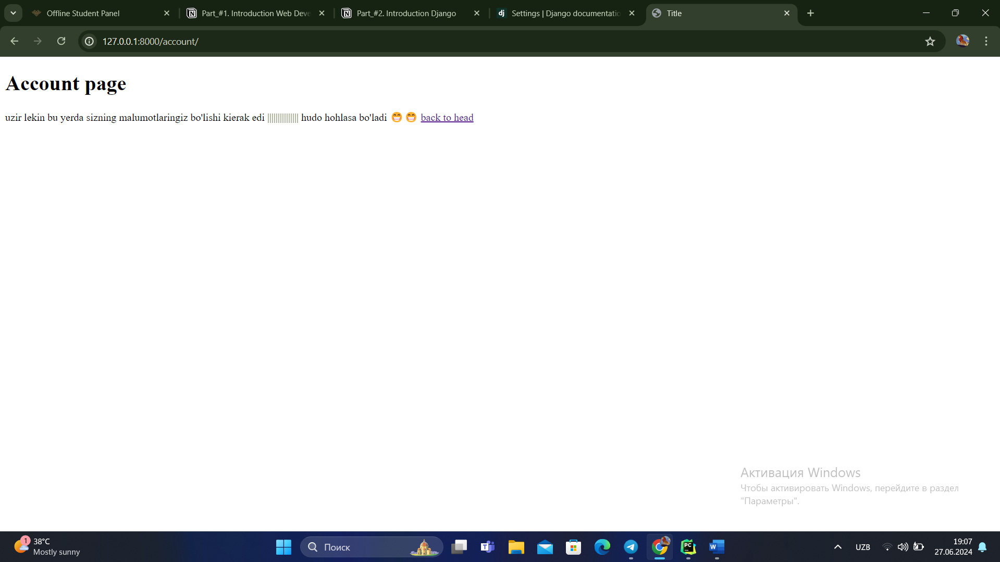 Offline Student Panel
Part_#1. Introduction Web Deve
Part_#2. Introduction Django
dj Settings | Django documentatio
Title
127.0.0.1:8000/account/
Account page
uzir lekin bu yerda sizning malumotlaringiz bo'lishi kierak edi |||||||||||||| hudo hohlasa bo'ladi 😁 😁 back to head
Активация Windows
Чтобы активировать Windows, перейдите в раздел
"Параметры".
1
38°C
Mostly sunny
Поиск
UZB
19:07
27.06.2024